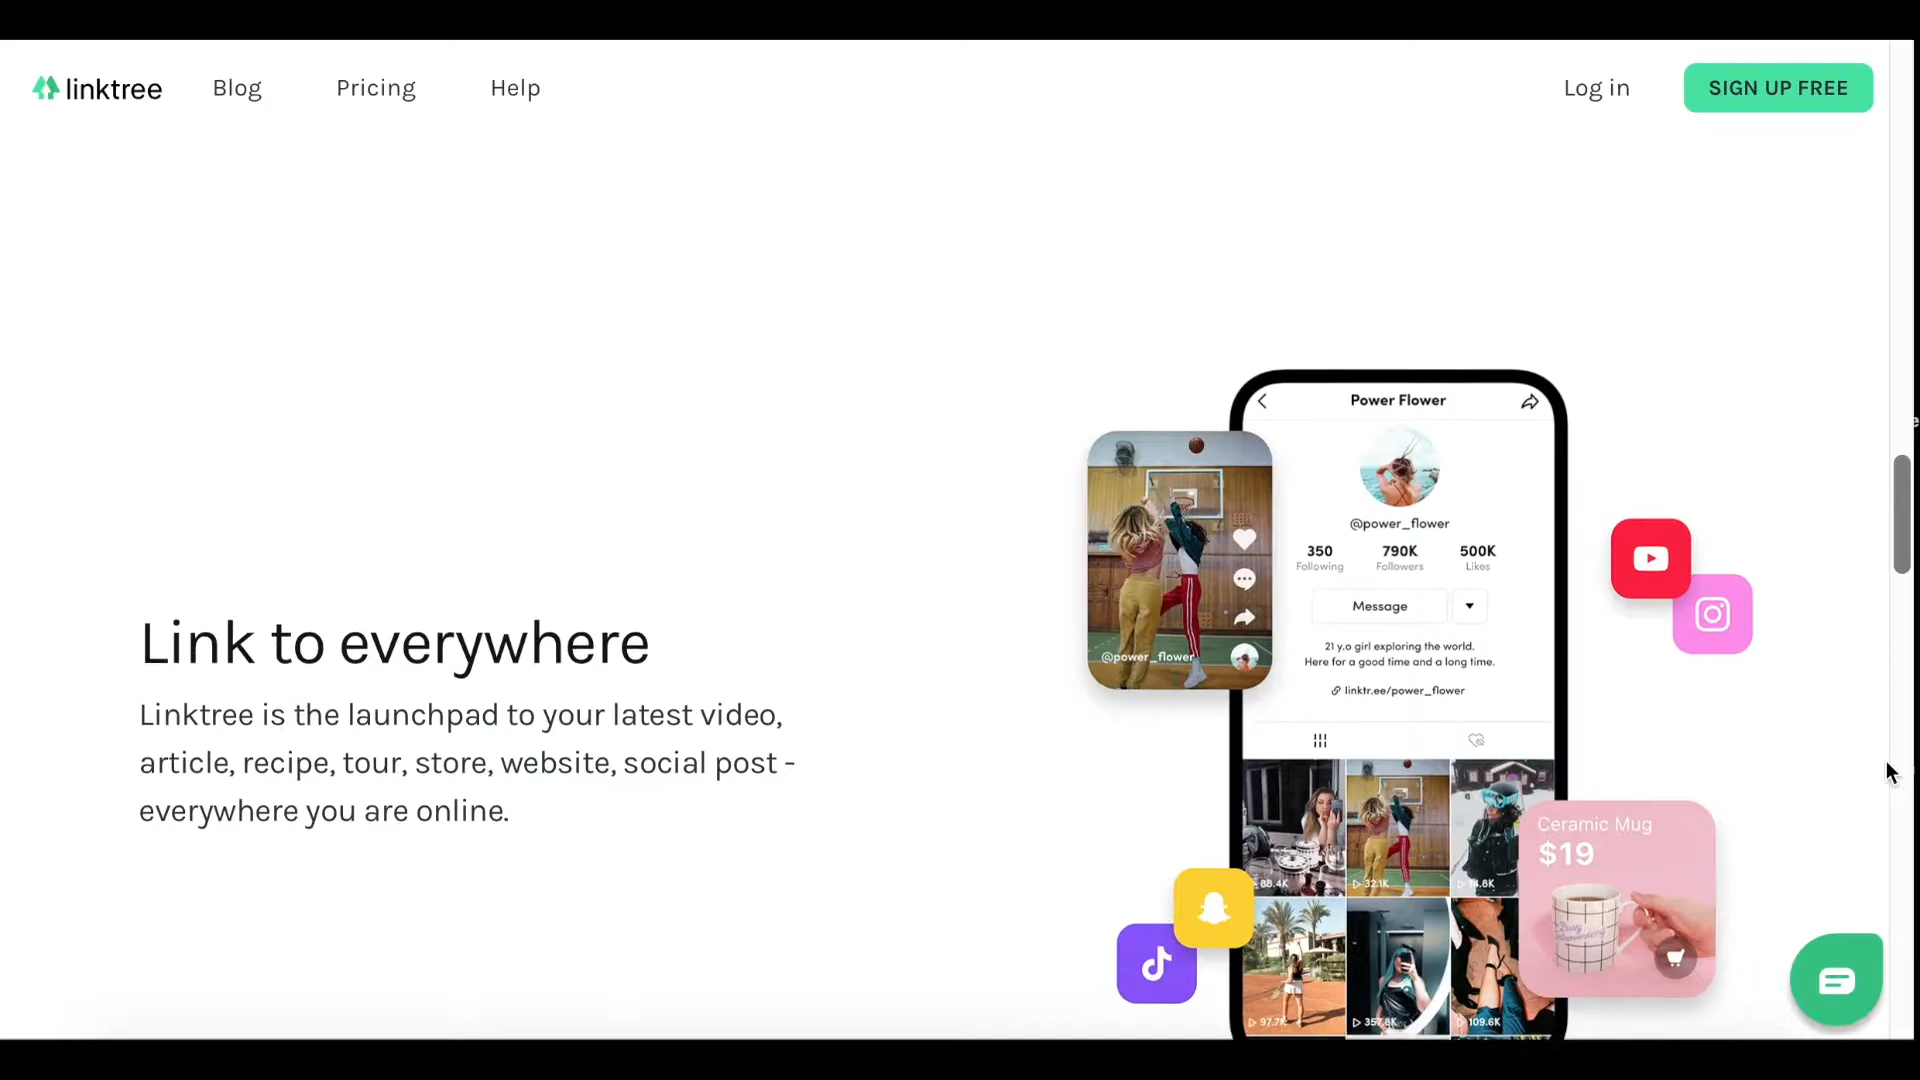 linktree
Blog
Pricing
Help
Log in
SIGN UP FREE
Link to everywhere
Linktree is the launchpad to your latest video,
article, recipe, tour, store, website, social post -
everywhere you are online.
Power Flower
@power_flower
350
790K
500K
Following
Followers
Likes
Message
21 y.o girl exploring the world.
Here for a good time and a long time.
linktr.ee/power_flower
@power_flower
88.4K
32.1K
97.7K
357.8K
109.6K
Ceramic Mug
$19